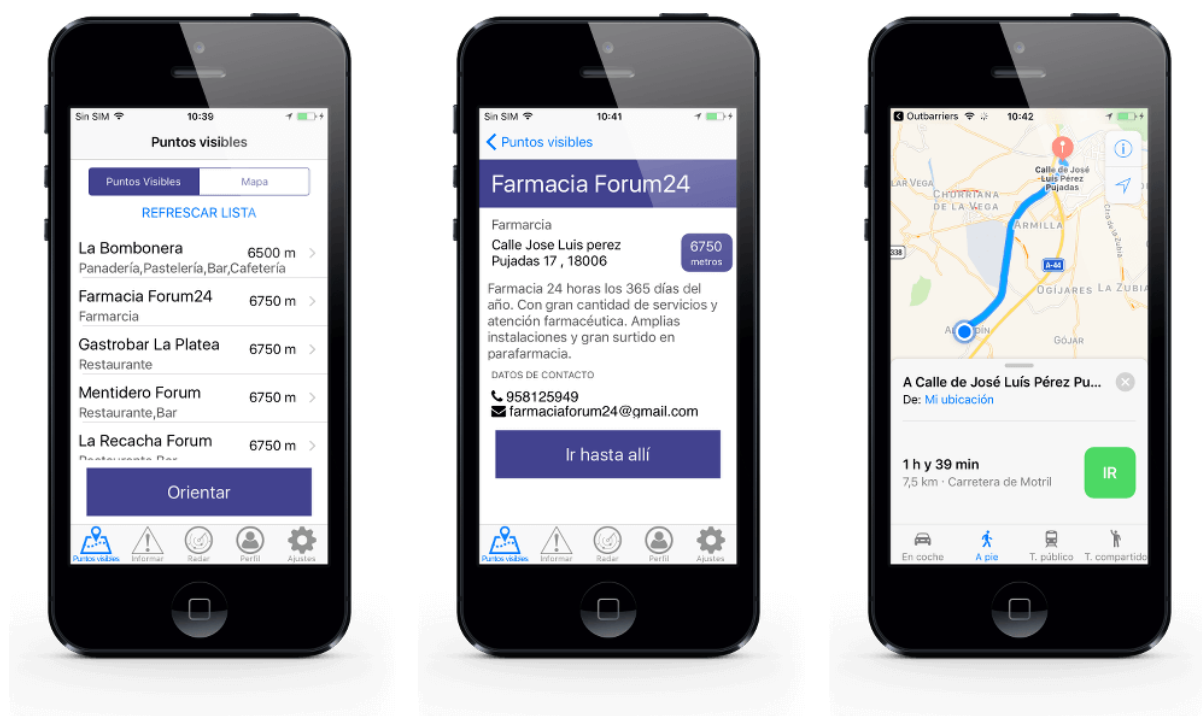 Sin SIM 10:39
Puntos visibles
Puntos Visibles Mapa
REFRESCAR LISTA
La Bombonera 6500 m
Panadería,Pastelería,Bar,Cafetería
Farmacia Forum24 6750 m
Farmarcia
Gastrobar La Platea 6750 m
Restaurante
Mentidero Forum 6750 m
Restaurante,Bar
La Recacha Forum 6750 m
Restaurante,Bar
Orientar
Puntos visibles Informar Radar Perfil Ajustes
Sin SIM 10:41
Puntos visibles
Farmacia Forum24
Farmarcia
Calle Jose Luis perez
Pujadas 17 , 18006
6750
metros
Farmacia 24 horas los 365 días del
año. Con gran cantidad de servicios y
atención farmacéutica. Amplias
instalaciones y gran surtido en
parafarmacia.
DATOS DE CONTACTO
958125949
farmaciaforum24@gmail.com
Ir hasta allí
Puntos visibles Informar Radar Perfil Ajustes
Outbarriers 10:42
Calle de José
Luis Pérez
Pujadas
LAR VEGA
CHURRIANA
DE LA VEGA
ARMILLA
338
A-44
OGÍJARES
LA ZUBIA
GÓJAR
A Calle de José Luís Pérez Pu...
De: Mi ubicación
1 h y 39 min
7,5 km · Carretera de Motril
IR
En coche A pie T. público T. compartido